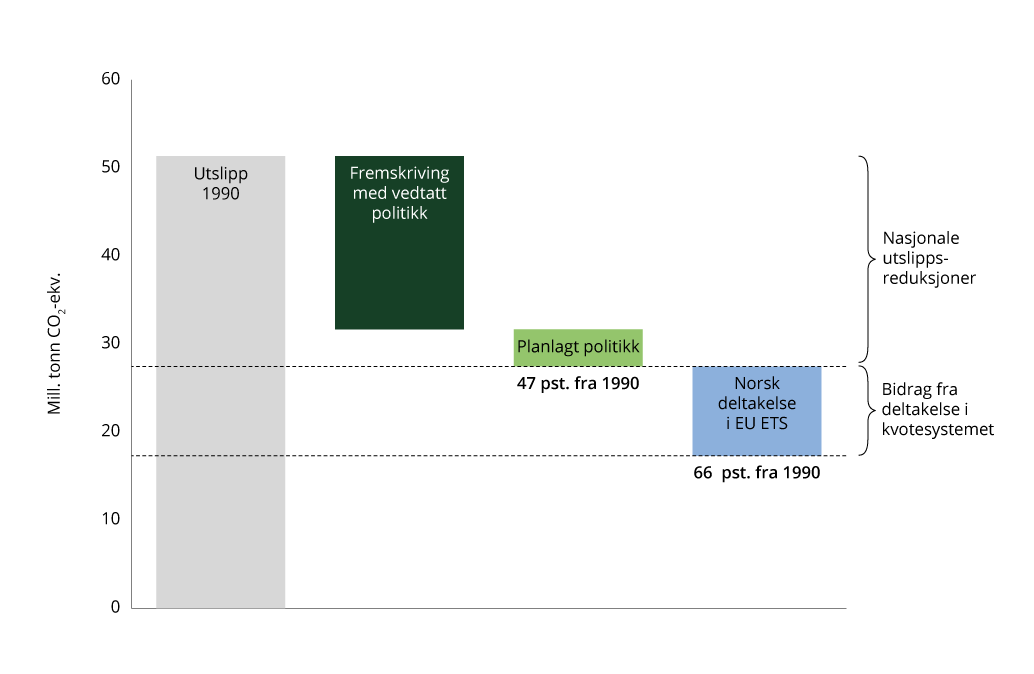 60
50
40
30
20
10
0
Mill. tonn CO₂-ekv.
Utslipp
1990
Fremskriving
med vedtatt
politikk
Planlagt politikk
47 pst. fra 1990
Norsk
deltakelse
i EU ETS
66 pst. fra 1990
Nasjonale
utslipps-
reduksjoner
Bidrag fra
deltakelse i
kvotesystemet